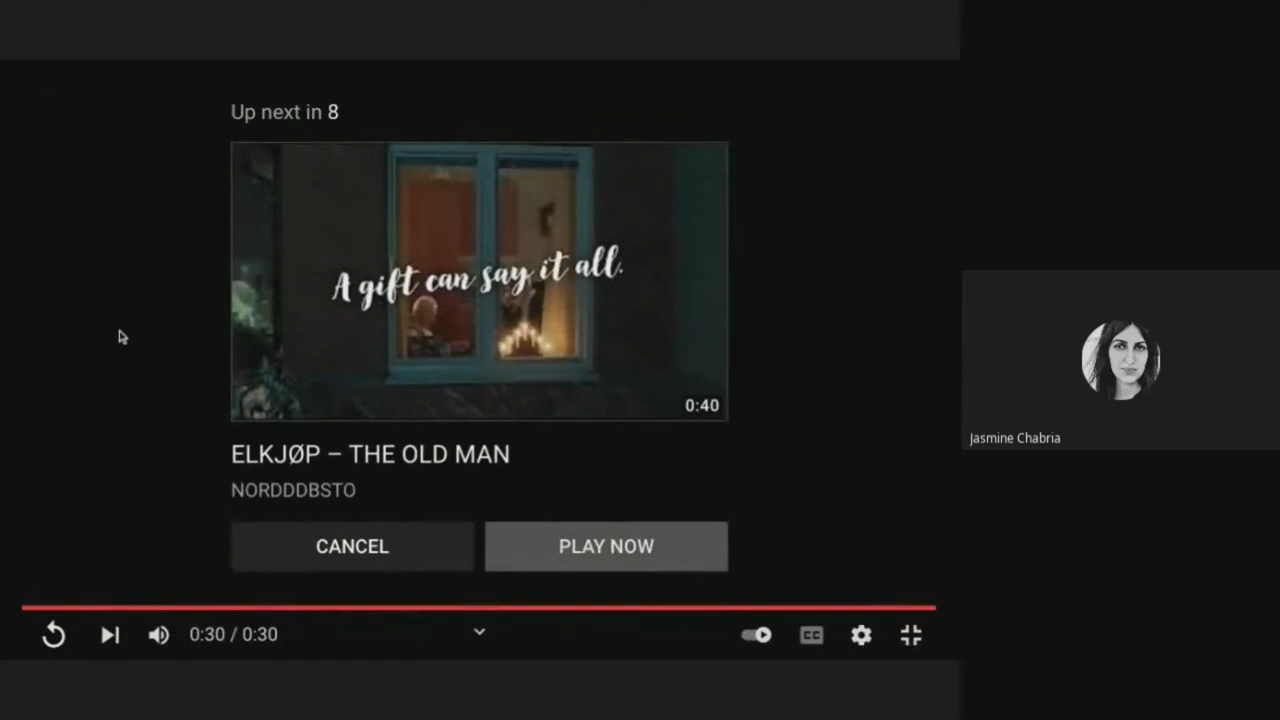 Up next in 8
A gift can say it all.
0:40
ELKJØP – THE OLD MAN
NORDDDBSTO
CANCEL
PLAY NOW
0:30 / 0:30
CC
Jasmine Chabria